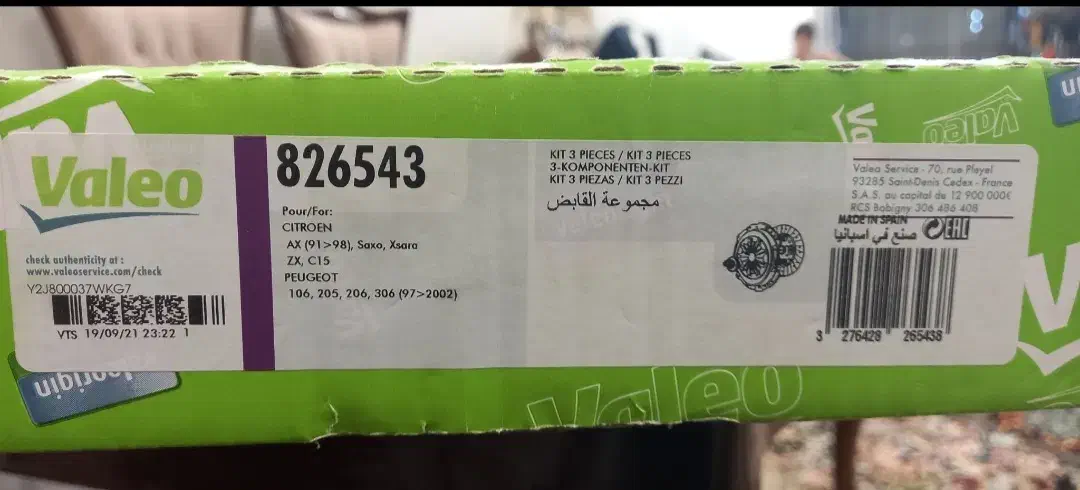 Valeo
check authenticity at :
www.valeoservice.com/check
Y2J800037WKG7
VTS 19/09/21 23:22 1
826543
Pour/For:
CITROEN
AX (91>98), Saxo, Xsara
ZX, C15
PEUGEOT
106, 205, 206, 306 (97>2002)
KIT 3 PIECES / KIT 3 PIECES
3-KOMPONENTEN-KIT
KIT 3 PIEZAS / KIT 3 PEZZI
مجموعة القابض
Valeo Service - 70, rue Pleyel
93285 Saint-Denis Cedex - France
S.A.S. au capital de 12 900 000€
RCS Bobigny 306 486 408
MADE IN SPAIN
صنع في اسبانيا
EAC
3 276428 265438
Valeo
Valeo